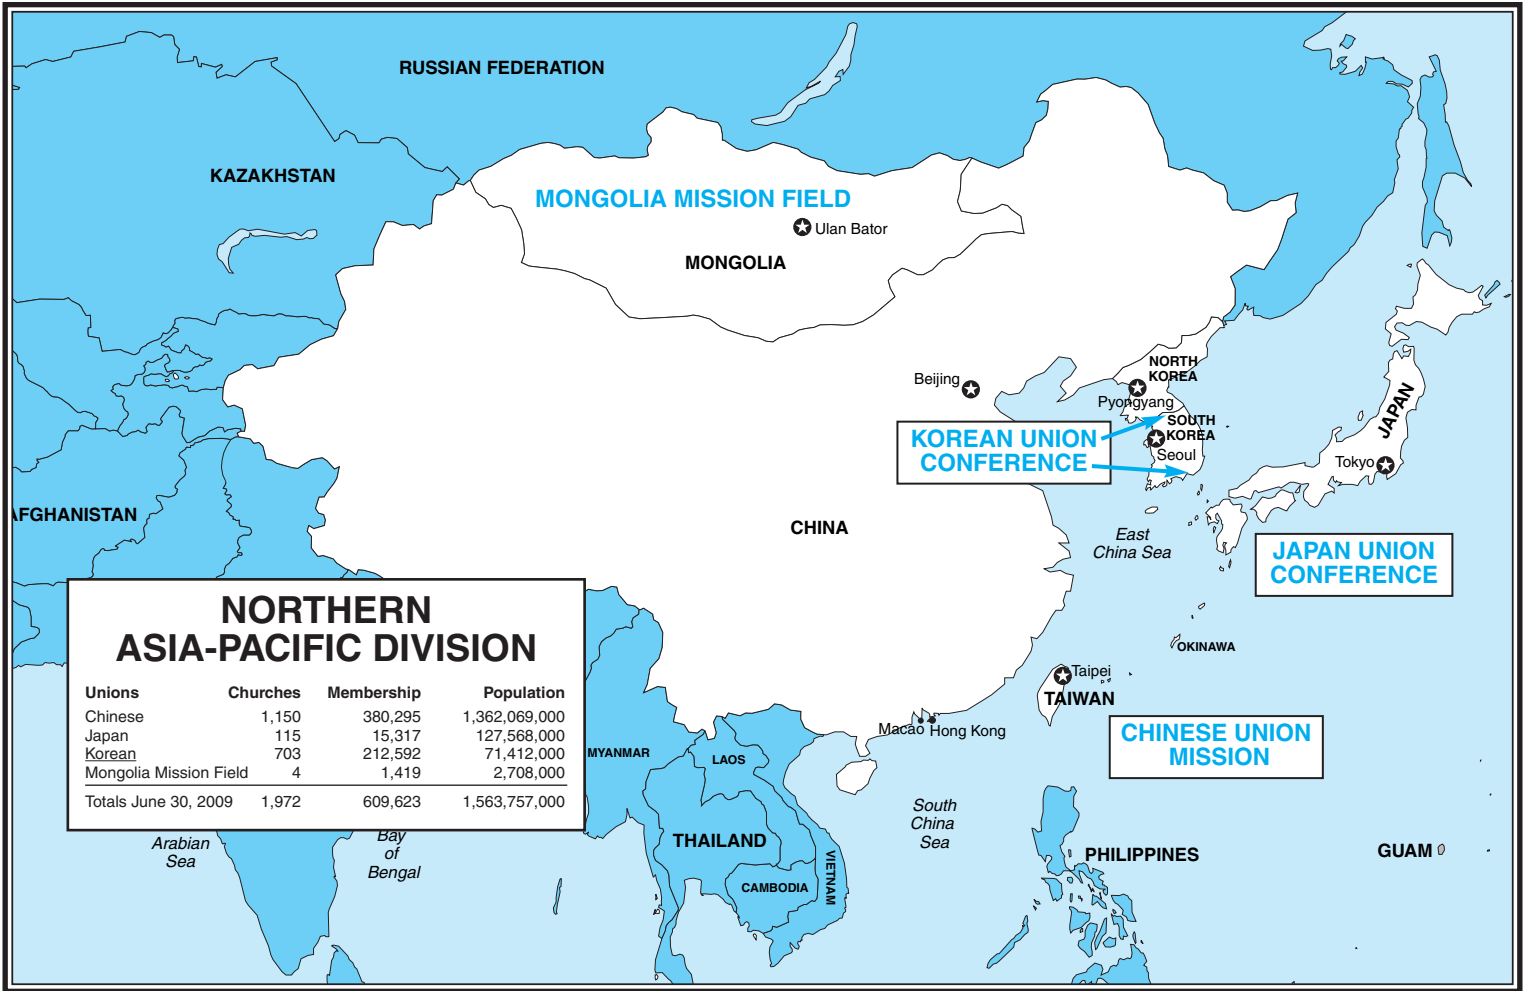 RUSSIAN FEDERATION
KAZAKHSTAN
MONGOLIA MISSION FIELD
Ulan Bator
MONGOLIA
Beijing
NORTH
KOREA
Pyongyang
SOUTH
KOREA
Seoul
KOREAN UNION
CONFERENCE
JAPAN
Tokyo
AFGHANISTAN
CHINA
East
China Sea
JAPAN UNION
CONFERENCE
OKINAWA
Taipei
TAIWAN
Macao
Hong Kong
CHINESE UNION
MISSION
NORTHERN
ASIA-PACIFIC DIVISION
Unions Churches Membership Population
Chinese 1,150 380,295 1,362,069,000
Japan 115 15,317 127,568,000
Korean 703 212,592 71,412,000
Mongolia Mission Field 4 1,419 2,708,000
Totals June 30, 2009 1,972 609,623 1,563,757,000
MYANMAR
LAOS
Arabian
Sea
Bay
of
Bengal
THAILAND
VIETNAM
CAMBODIA
South
China
Sea
PHILIPPINES
GUAM